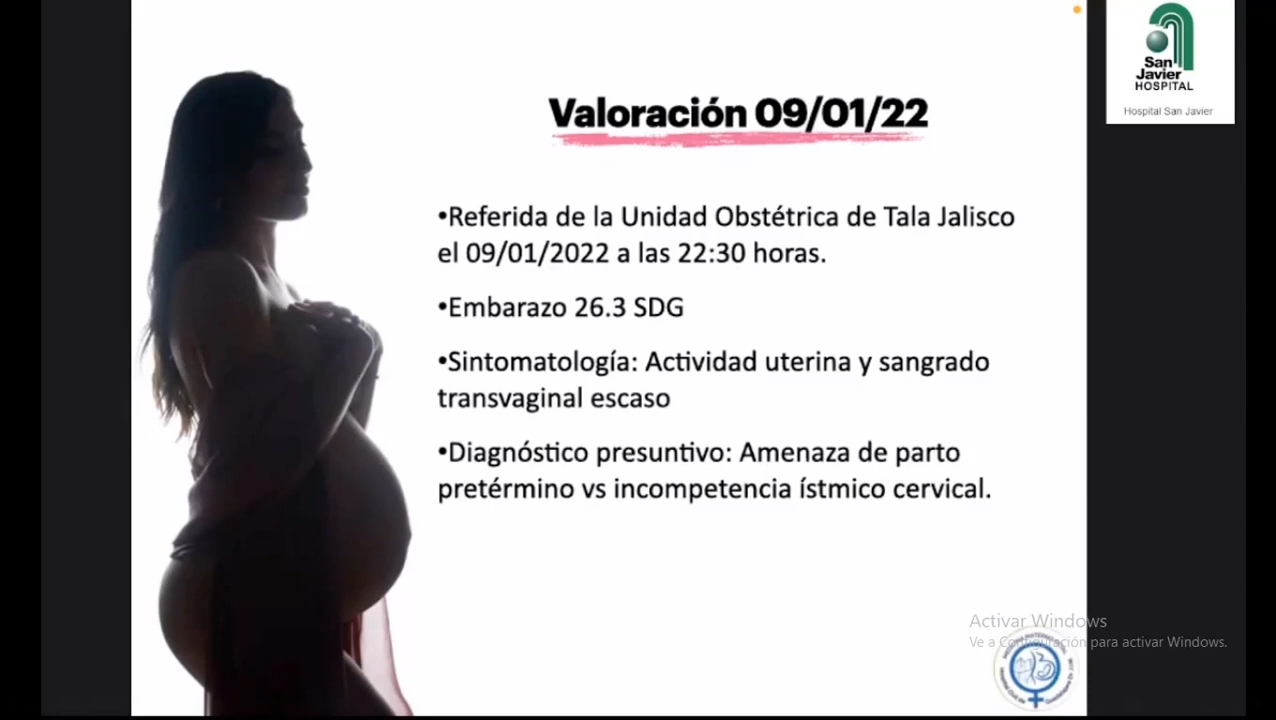 San
Javier
HOSPITAL
Hospital San Javier
Valoración 09/01/22
•Referida de la Unidad Obstétrica de Tala Jalisco
el 09/01/2022 a las 22:30 horas.
•Embarazo 26.3 SDG
•Sintomatología: Actividad uterina y sangrado
transvaginal escaso
•Diagnóstico presuntivo: Amenaza de parto
pretérmino vs incompetencia ístmico cervical.
Activar Windows
Ve a Configuración para activar Windows.